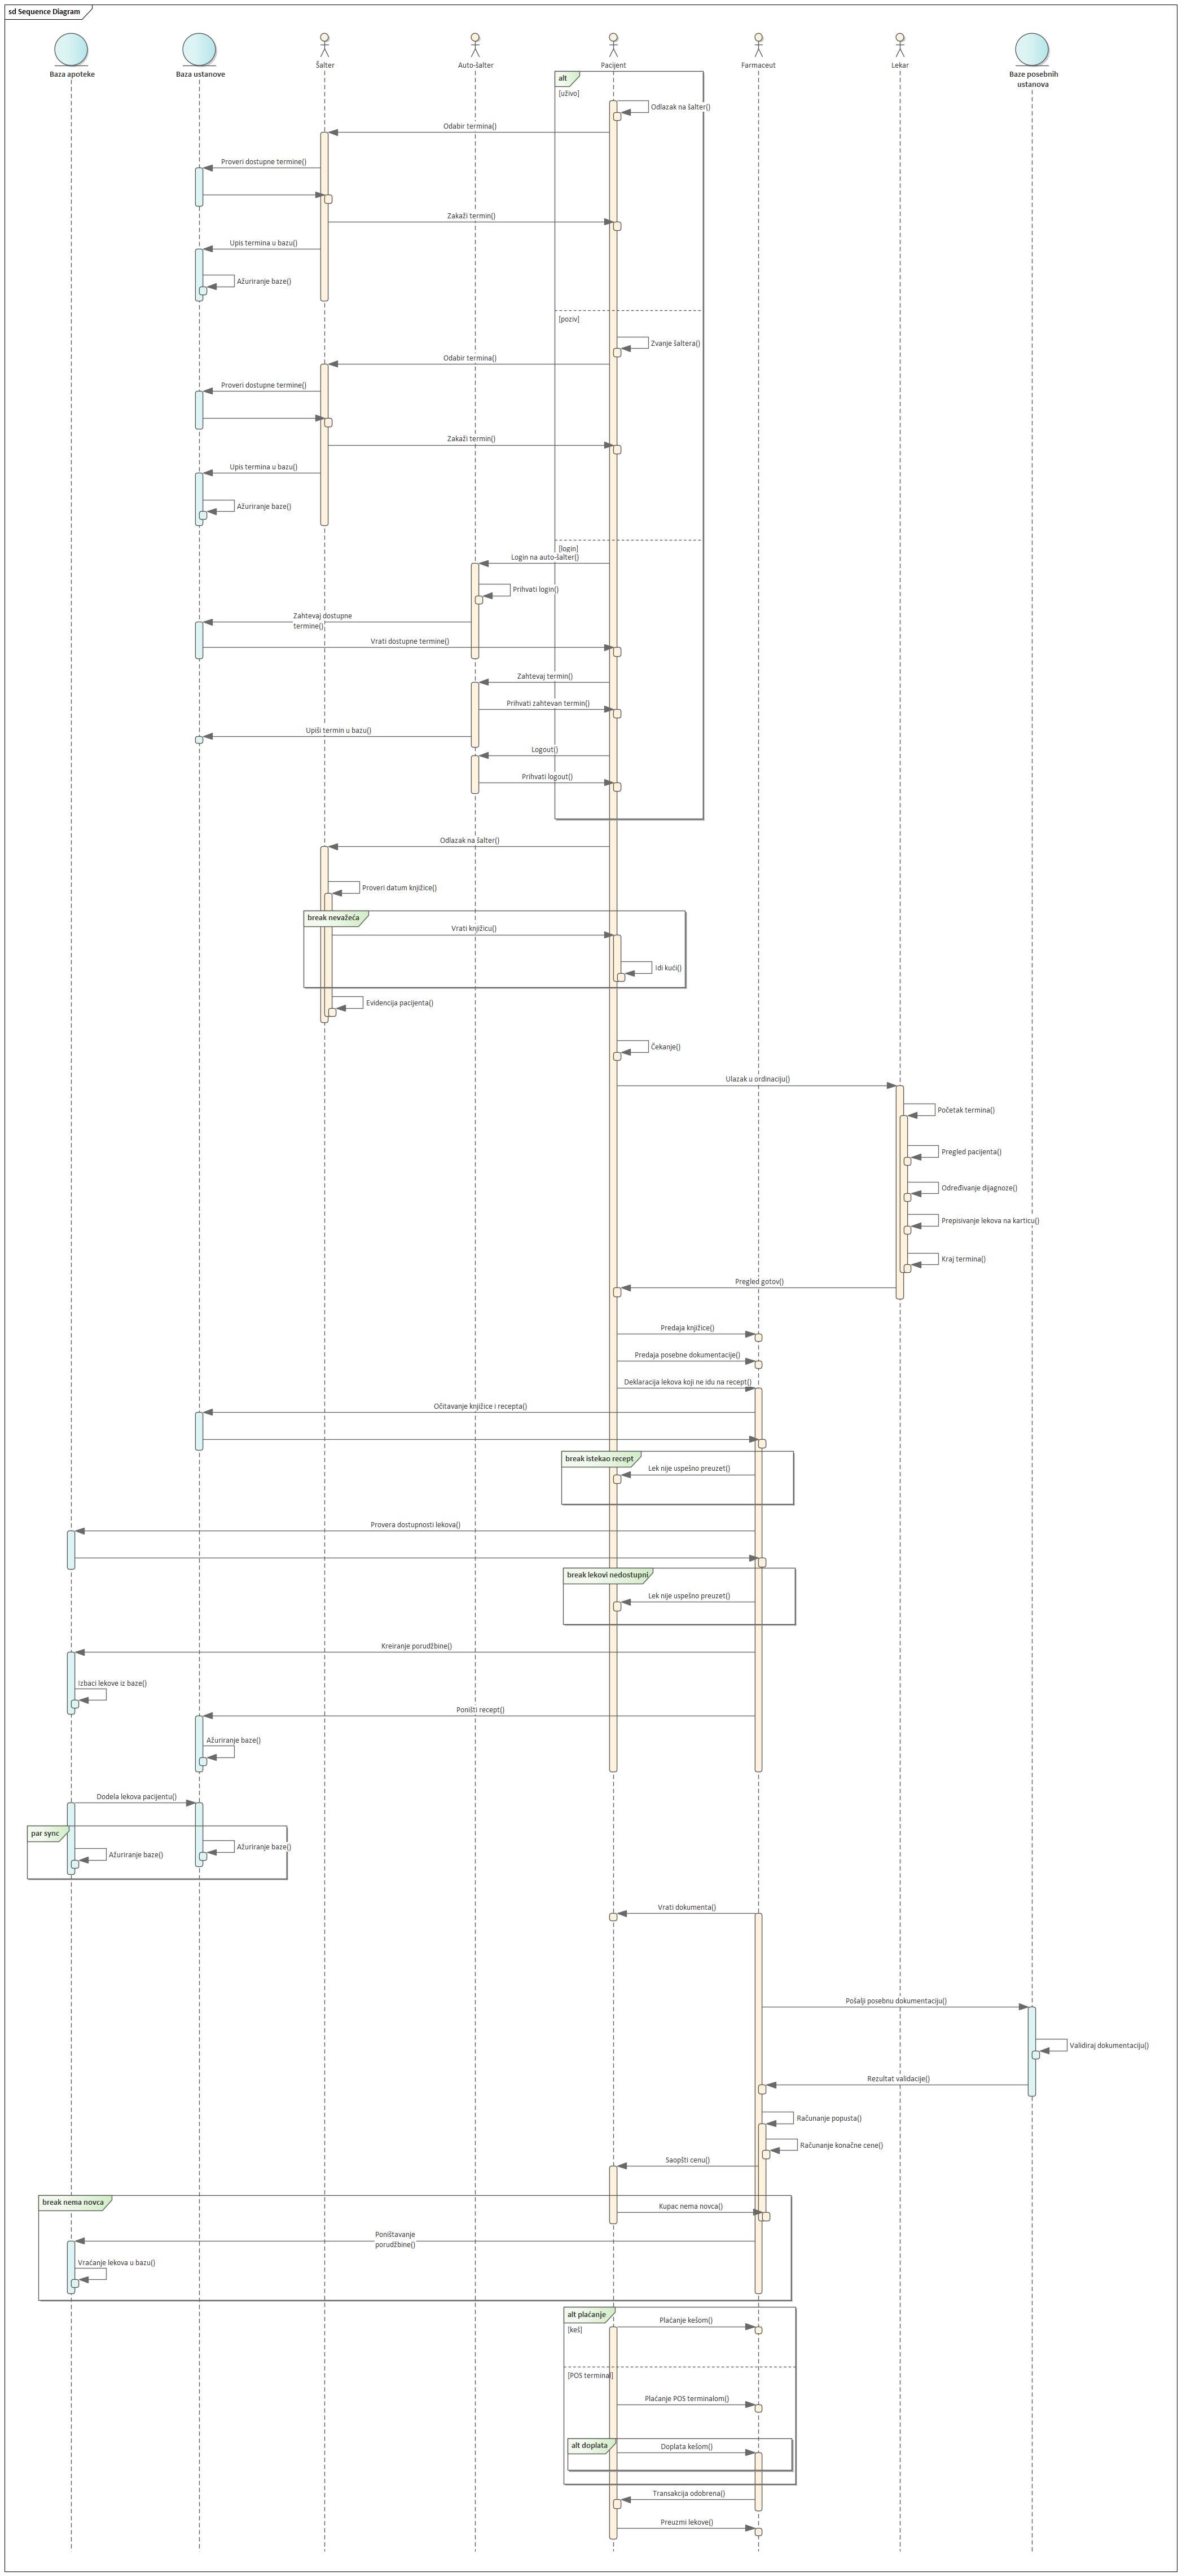 sd Sequence Diagram
Baza apoteke
Baza ustanove
Šalter
Auto-šalter
Pacijent
Farmaceut
Lekar
Baze posebnih
ustanova
alt
[uživo]
Odlazak na šalter()
Odabir termina()
Proveri dostupne termine()
Zakaži termin()
Upis termina u bazu()
Ažuriranje baze()
[poziv]
Zvanje šaltera()
Odabir termina()
Proveri dostupne termine()
Zakaži termin()
Upis termina u bazu()
Ažuriranje baze()
[login]
Login na auto-šalter()
Prihvati login()
Zahtevaj dostupne
termine()
Vrati dostupne termine()
Zahtevaj termin()
Prihvati zahtevan termin()
Upiši termin u bazu()
Logout()
Prihvati logout()
Odlazak na šalter()
Proveri datum knjižice()
break nevažeća
Vrati knjižicu()
Idi kući()
Evidencija pacijenta()
Čekanje()
Ulazak u ordinaciju()
Početak termina()
Pregled pacijenta()
Određivanje dijagnoze()
Prepisivanje lekova na karticu()
Kraj termina()
Pregled gotov()
Predaja knjižice()
Predaja posebne dokumentacije()
Deklaracija lekova koji ne idu na recept()
Očitavanje knjižice i recepta()
break istekao recept
Lek nije uspešno preuzet()
Provera dostupnosti lekova()
break lekovi nedostupni
Lek nije uspešno preuzet()
Kreiranje porudžbine()
Izbaci lekove iz baze()
Poništi recept()
Ažuriranje baze()
Dodela lekova pacijentu()
par sync
Ažuriranje baze()
Ažuriranje baze()
Vrati dokumenta()
Pošalji posebnu dokumentaciju()
Validiraj dokumentaciju()
Rezultat validacije()
Računanje popusta()
Računanje konačne cene()
Saopšti cenu()
break nema novca
Kupac nema novca()
Poništavanje
porudžbine()
Vraćanje lekova u bazu()
alt plaćanje
Plaćanje kešom()
[keš]
[POS terminal]
Plaćanje POS terminalom()
alt doplata
Doplata kešom()
Transakcija odobrena()
Preuzmi lekove()